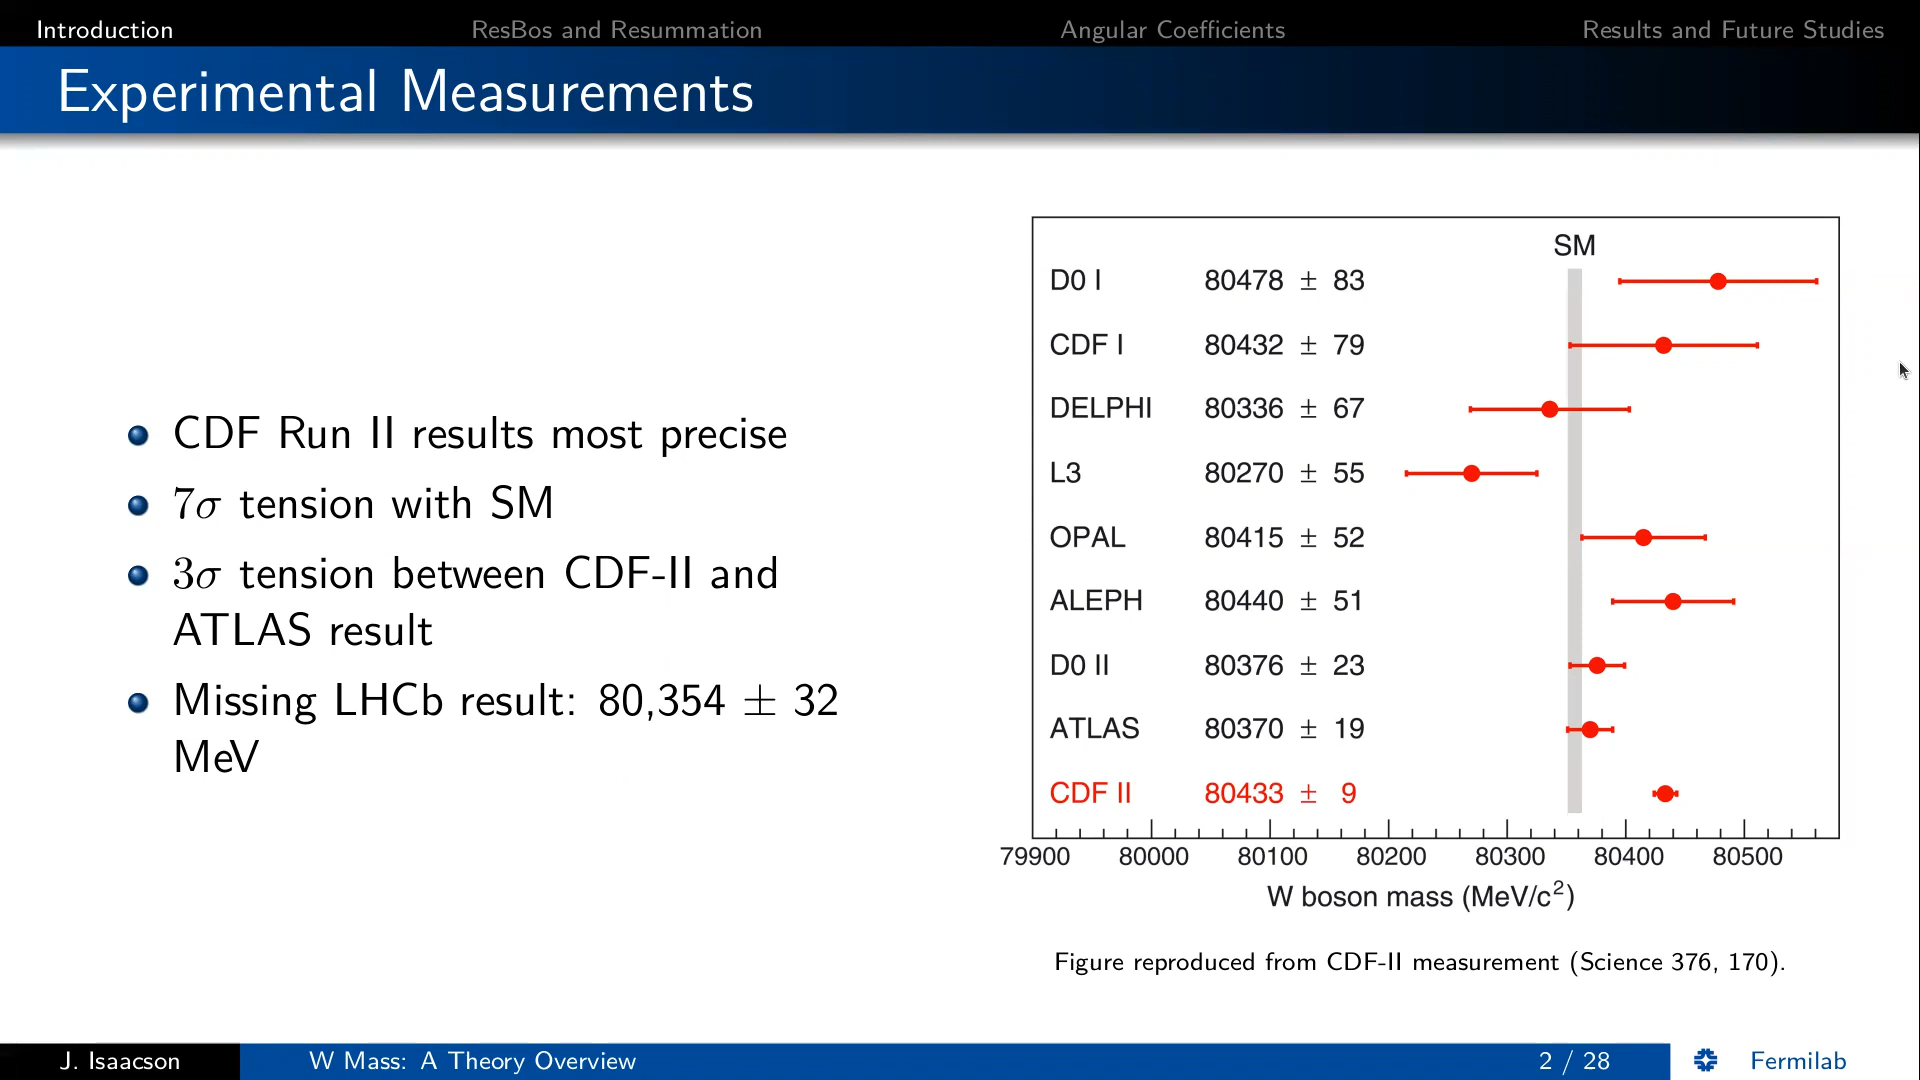 Introduction ResBos and Resummation Angular Coefficients Results and Future Studies
Experimental Measurements
CDF Run II results most precise
7σ tension with SM
3σ tension between CDF-II and
ATLAS result
Missing LHCb result: 80,354 ± 32
MeV
SM
D0 I 80478 ± 83
CDF I 80432 ± 79
DELPHI 80336 ± 67
L3 80270 ± 55
OPAL 80415 ± 52
ALEPH 80440 ± 51
D0 II 80376 ± 23
ATLAS 80370 ± 19
CDF II 80433 ± 9
79900 80000 80100 80200 80300 80400 80500
W boson mass (MeV/c²)
Figure reproduced from CDF-II measurement (Science 376, 170).
J. Isaacson W Mass: A Theory Overview 2 / 28 Fermilab